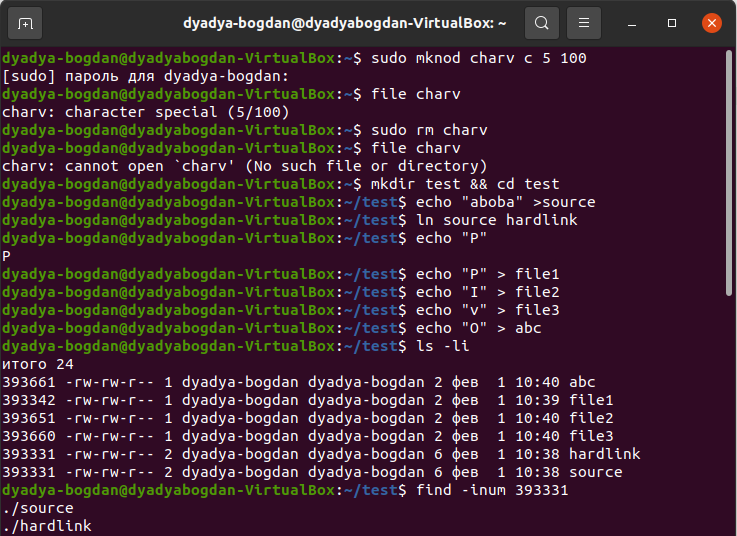 dyadya-bogdan@dyadyabogdan-VirtualBox: ~
dyadya-bogdan@dyadyabogdan-VirtualBox:~$ sudo mknod charv c 5 100
[sudo] пароль для dyadya-bogdan:
dyadya-bogdan@dyadyabogdan-VirtualBox:~$ file charv
charv: character special (5/100)
dyadya-bogdan@dyadyabogdan-VirtualBox:~$ sudo rm charv
dyadya-bogdan@dyadyabogdan-VirtualBox:~$ file charv
charv: cannot open `charv' (No such file or directory)
dyadya-bogdan@dyadyabogdan-VirtualBox:~$ mkdir test && cd test
dyadya-bogdan@dyadyabogdan-VirtualBox:~/test$ echo "aboba" >source
dyadya-bogdan@dyadyabogdan-VirtualBox:~/test$ ln source hardlink
dyadya-bogdan@dyadyabogdan-VirtualBox:~/test$ echo "P"
P
dyadya-bogdan@dyadyabogdan-VirtualBox:~/test$ echo "P" > file1
dyadya-bogdan@dyadyabogdan-VirtualBox:~/test$ echo "I" > file2
dyadya-bogdan@dyadyabogdan-VirtualBox:~/test$ echo "v" > file3
dyadya-bogdan@dyadyabogdan-VirtualBox:~/test$ echo "O" > abc
dyadya-bogdan@dyadyabogdan-VirtualBox:~/test$ ls -li
итого 24
393661 -rw-rw-r-- 1 dyadya-bogdan dyadya-bogdan 2 фев  1 10:40 abc
393342 -rw-rw-r-- 1 dyadya-bogdan dyadya-bogdan 2 фев  1 10:39 file1
393651 -rw-rw-r-- 1 dyadya-bogdan dyadya-bogdan 2 фев  1 10:40 file2
393660 -rw-rw-r-- 1 dyadya-bogdan dyadya-bogdan 2 фев  1 10:40 file3
393331 -rw-rw-r-- 2 dyadya-bogdan dyadya-bogdan 6 фев  1 10:38 hardlink
393331 -rw-rw-r-- 2 dyadya-bogdan dyadya-bogdan 6 фев  1 10:38 source
dyadya-bogdan@dyadyabogdan-VirtualBox:~/test$ find -inum 393331
./source
./hardlink